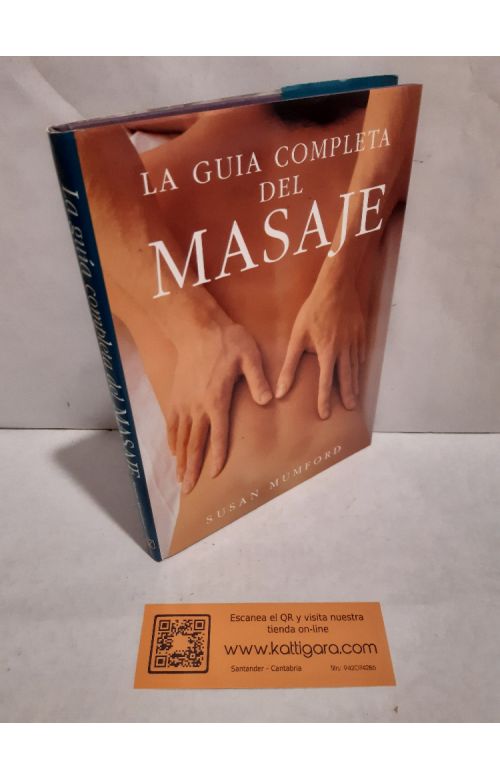 LA GUIA COMPLETA
DEL
MASAJE
SUSAN MUMFORD
la guia completa del MASAJE
Escanea el QR y visita nuestra
tienda on-line
www.kattigara.com
Santander - Cantabria